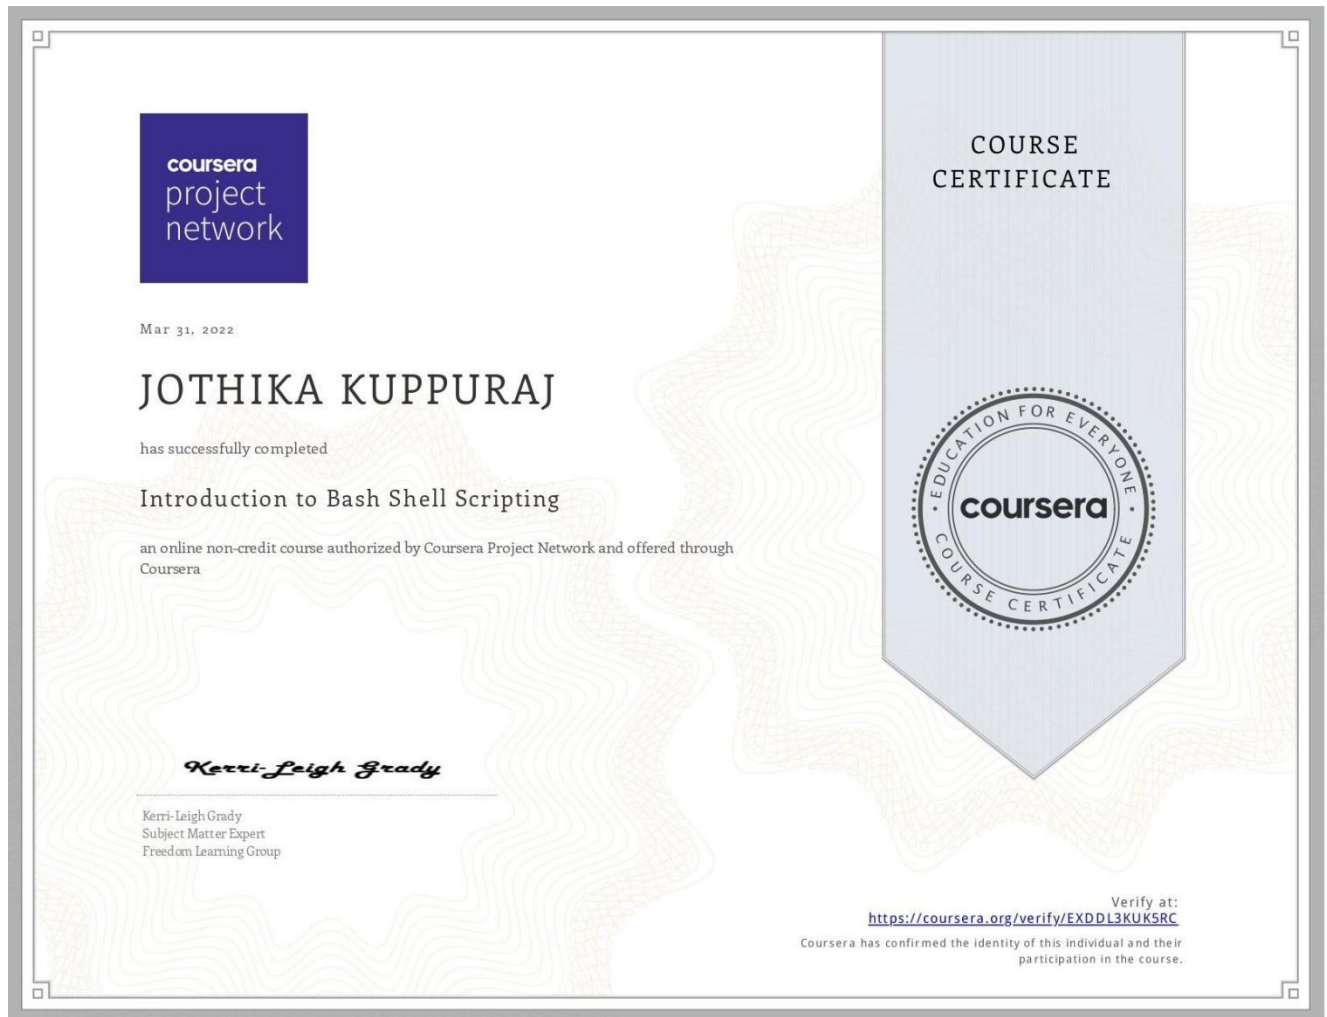 coursera
project
network
COURSE
CERTIFICATE
Mar 31, 2022
JOTHIKA KUPPURAJ
has successfully completed
Introduction to Bash Shell Scripting
an online non-credit course authorized by Coursera Project Network and offered through
Coursera
EDUCATION FOR EVERYONE
coursera
COURSE CERTIFICATE
Kerri-Leigh Grady
Kerri-Leigh Grady
Subject Matter Expert
Freedom Learning Group
Verify at:
https://coursera.org/verify/EXDDL3KUK5RC
Coursera has confirmed the identity of this individual and their
participation in the course.